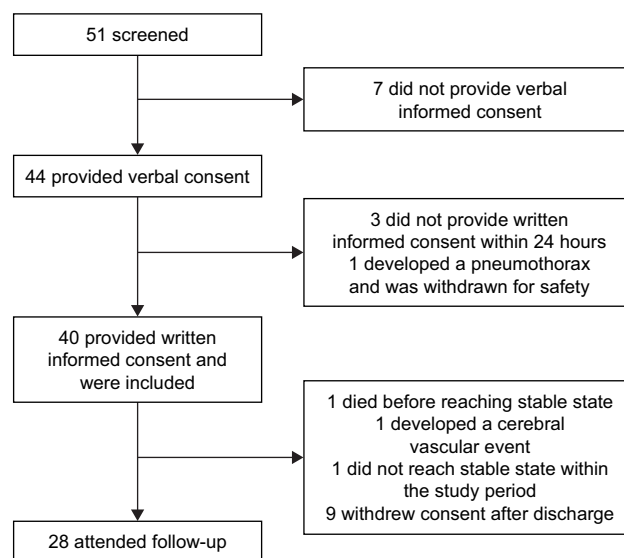 51 screened
7 did not provide verbal
informed consent
44 provided verbal consent
3 did not provide written
informed consent within 24 hours
1 developed a pneumothorax
and was withdrawn for safety
40 provided written
informed consent and
were included
1 died before reaching stable state
1 developed a cerebral
vascular event
1 did not reach stable state within
the study period
9 withdrew consent after discharge
28 attended follow-up